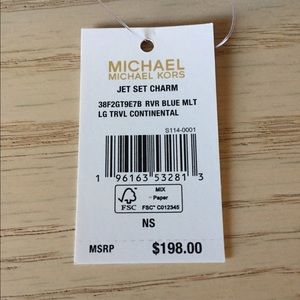 MICHAEL
MICHAEL KORS
JET SET CHARM
38F2GT9E7B RVR BLUE MLT
LG TRVL CONTINENTAL
S114-0001
1 96163 53281 3
FSC
MIX
Paper
FSC™ C012345
NS
MSRP $198.00